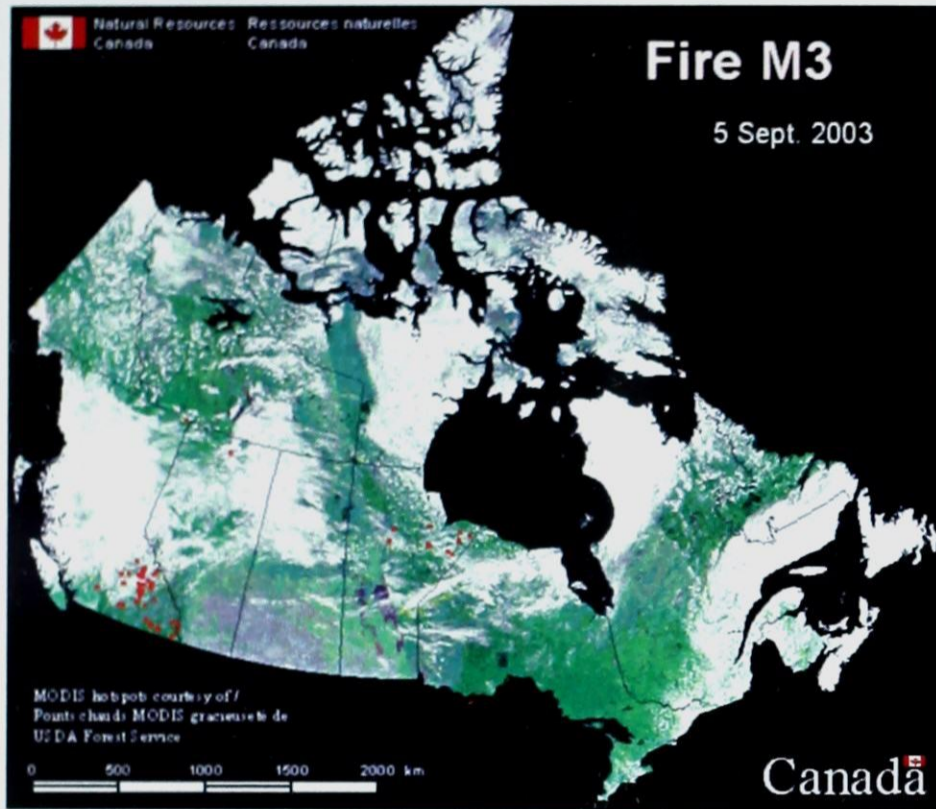 Natural Resources Ressources naturelles
Canada Canada
Fire M3
5 Sept. 2003
MODIS hotspots courtesy of /
Points chauds MODIS gracieuseté de
USDA Forest Service
0 500 1000 1500 2000 km
Canada